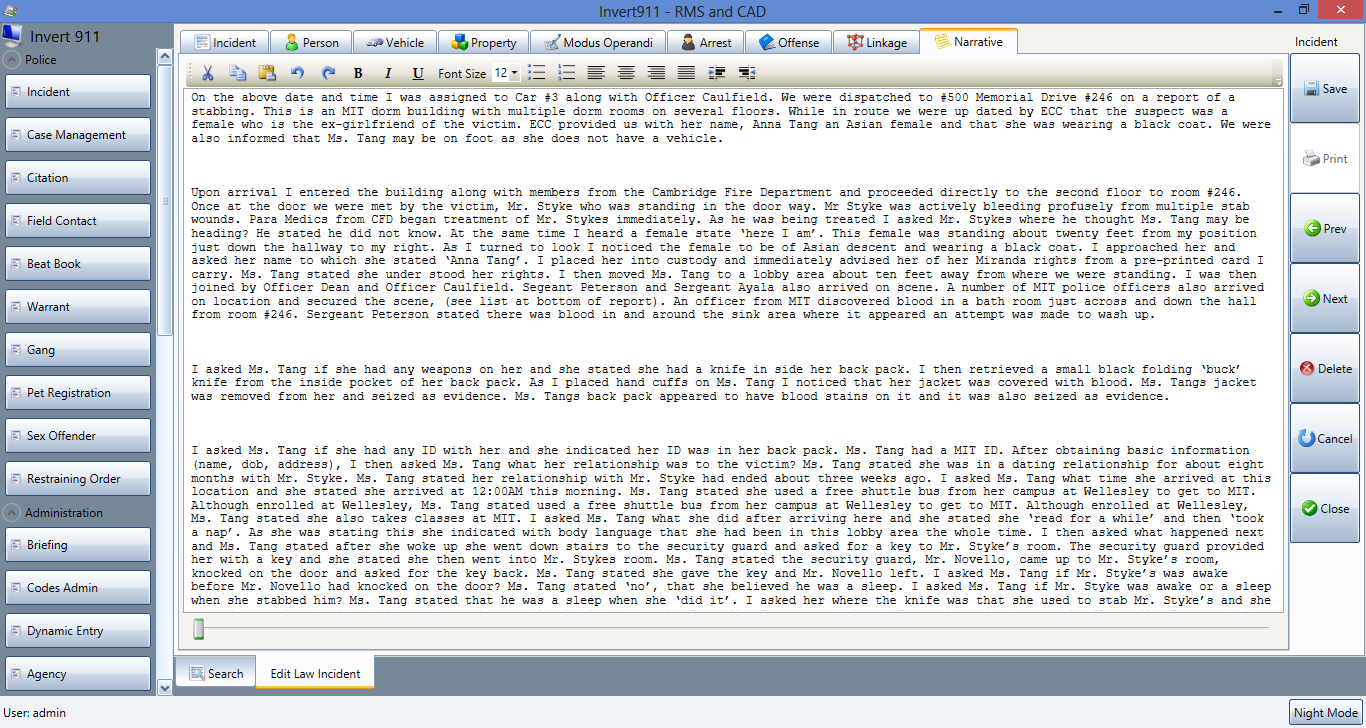 Invert911 - RMS and CAD
Invert 911
Police
Incident
Case Management
Citation
Field Contact
Beat Book
Warrant
Gang
Pet Registration
Sex Offender
Restraining Order
Administration
Briefing
Codes Admin
Dynamic Entry
Agency
Incident
Person
Vehicle
Property
Modus Operandi
Arrest
Offense
Linkage
Narrative
B I U Font Size 12
On the above date and time I was assigned to Car #3 along with Officer Caulfield. We were dispatched to #500 Memorial Drive #246 on a report of a
stabbing. This is an MIT dorm building with multiple dorm rooms on several floors. While in route we were up dated by ECC that the suspect was a
female who is the ex-girlfriend of the victim. ECC provided us with her name, Anna Tang an Asian female and that she was wearing a black coat. We were
also informed that Ms. Tang may be on foot as she does not have a vehicle.
Upon arrival I entered the building along with members from the Cambridge Fire Department and proceeded directly to the second floor to room #246.
Once at the door we were met by the victim, Mr. Styke who was standing in the door way. Mr Styke was actively bleeding profusely from multiple stab
wounds. Para Medics from CFD began treatment of Mr. Stykes immediately. As he was being treated I asked Mr. Stykes where he thought Ms. Tang may be
heading? He stated he did not know. At the same time I heard a female state ‘here I am’. This female was standing about twenty feet from my position
just down the hallway to my right. As I turned to look I noticed the female to be of Asian descent and wearing a black coat. I approached her and
asked her name to which she stated ‘Anna Tang’. I placed her into custody and immediately advised her of her Miranda rights from a pre-printed card I
carry. Ms. Tang stated she under stood her rights. I then moved Ms. Tang to a lobby area about ten feet away from where we were standing. I was then
joined by Officer Dean and Officer Caulfield. Segeant Peterson and Sergeant Ayala also arrived on scene. A number of MIT police officers also arrived
on location and secured the scene, (see list at bottom of report). An officer from MIT discovered blood in a bath room just across and down the hall
from room #246. Sergeant Peterson stated there was blood in and around the sink area where it appeared an attempt was made to wash up.
I asked Ms. Tang if she had any weapons on her and she stated she had a knife in side her back pack. I then retrieved a small black folding ‘buck’
knife from the inside pocket of her back pack. As I placed hand cuffs on Ms. Tang I noticed that her jacket was covered with blood. Ms. Tangs jacket
was removed from her and seized as evidence. Ms. Tangs back pack appeared to have blood stains on it and it was also seized as evidence.
I asked Ms. Tang if she had any ID with her and she indicated her ID was in her back pack. Ms. Tang had a MIT ID. After obtaining basic information
(name, dob, address), I then asked Ms. Tang what her relationship was to the victim? Ms. Tang stated she was in a dating relationship for about eight
months with Mr. Styke. Ms. Tang stated her relationship with Mr. Styke had ended about three weeks ago. I asked Ms. Tang what time she arrived at this
location and she stated she arrived at 12:00AM this morning. Ms. Tang stated she used a free shuttle bus from her campus at Wellesley to get to MIT.
Although enrolled at Wellesley, Ms. Tang stated used a free shuttle bus from her campus at Wellesley to get to MIT. Although enrolled at Wellesley,
Ms. Tang stated she also takes classes at MIT. I asked Ms. Tang what she did after arriving here and she stated she ‘read for a while’ and then ‘took
a nap’. As she was stating this she indicated with body language that she had been in this lobby area the whole time. I then asked what happened next
and Ms. Tang stated after she woke up she went down stairs to the security guard and asked for a key to Mr. Styke’s room. The security guard provided
her with a key and she stated she then went into Mr. Stykes room. Ms. Tang stated the security guard, Mr. Novello, came up to Mr. Styke’s room,
knocked on the door and asked for the key back. Ms. Tang stated she gave the key and Mr. Novello left. I asked Ms. Tang if Mr. Styke’s was awake
before Mr. Novello had knocked on the door? Ms. Tang stated ‘no’, that she believed he was a sleep. I asked Ms. Tang if Mr. Styke was awake or a sleep
when she stabbed him? Ms. Tang stated that he was a sleep when she ‘did it’. I asked her where the knife was that she used to stab Mr. Styke’s and she
Incident
Save
Print
Prev
Next
Delete
Cancel
Close
Search
Edit Law Incident
User: admin
Night Mode